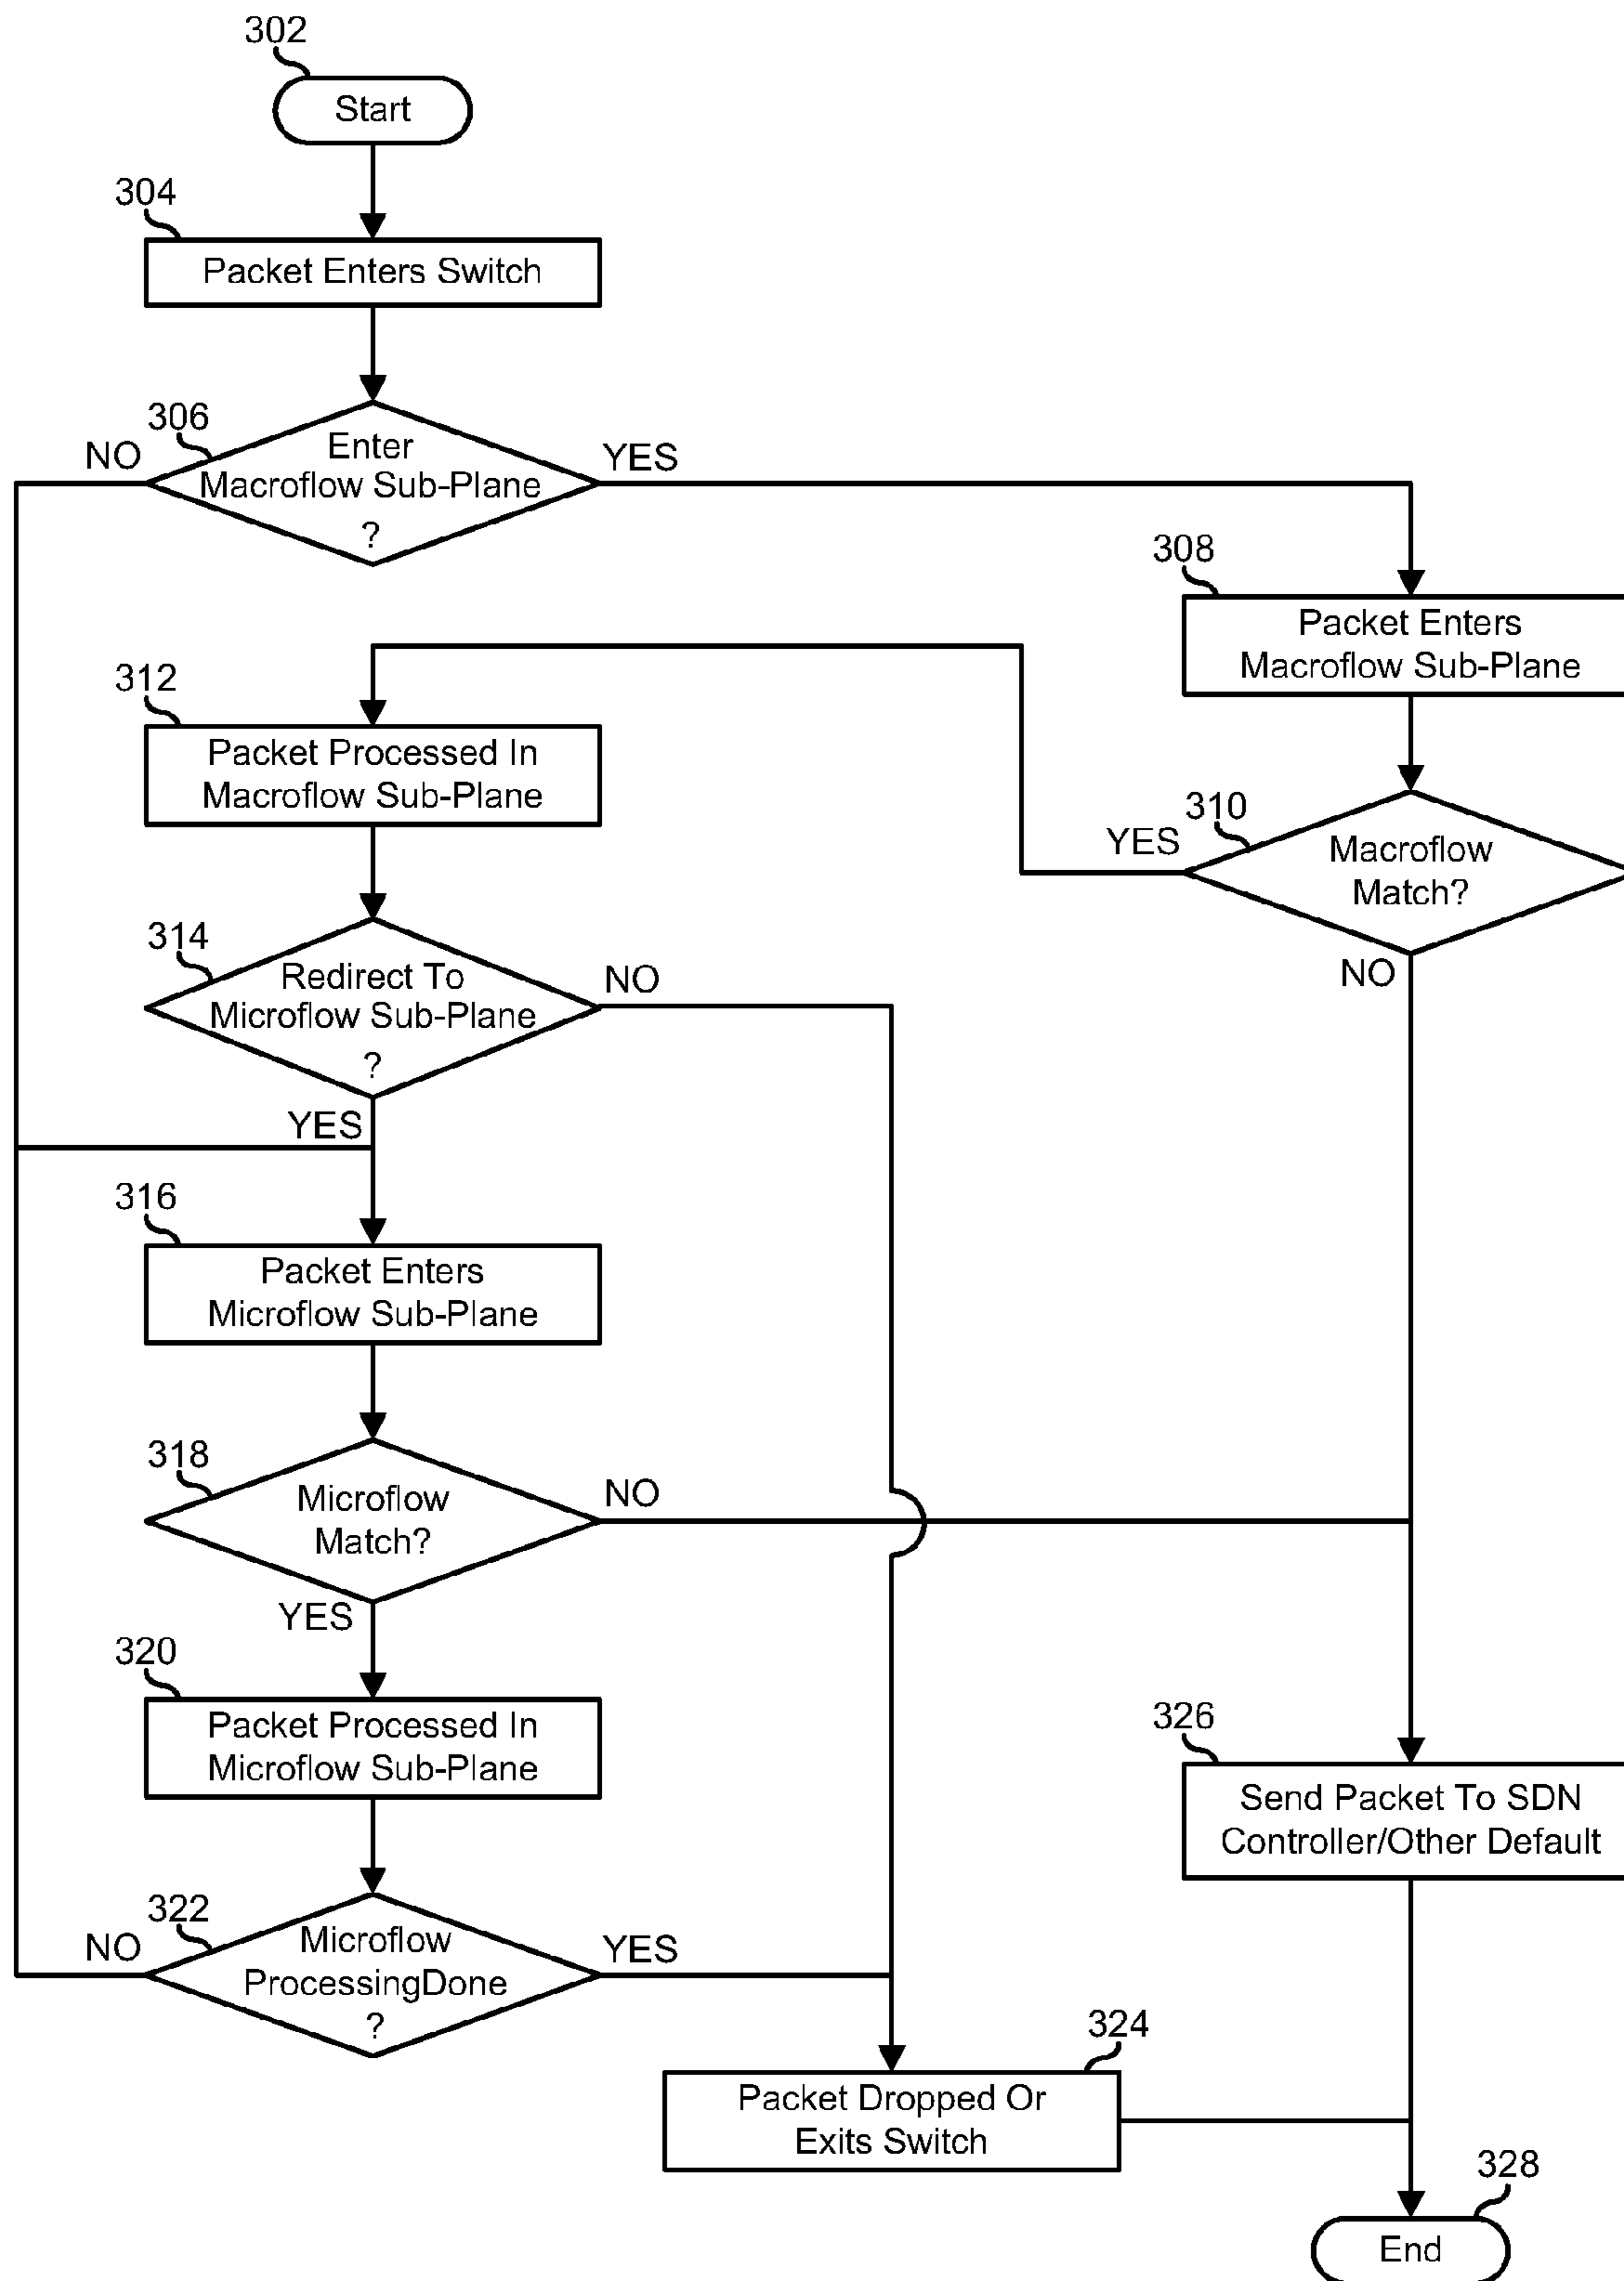 302
Start
304
Packet Enters Switch
306
NO
Enter
Macroflow Sub-Plane
?
YES
308
Packet Enters
Macroflow Sub-Plane
312
Packet Processed In
Macroflow Sub-Plane
310
YES
Macroflow
Match?
NO
314
Redirect To
Microflow Sub-Plane
?
NO
YES
316
Packet Enters
Microflow Sub-Plane
318
Microflow
Match?
NO
YES
320
Packet Processed In
Microflow Sub-Plane
326
Send Packet To SDN
Controller/Other Default
322
NO
Microflow
ProcessingDone
?
YES
324
Packet Dropped Or
Exits Switch
328
End